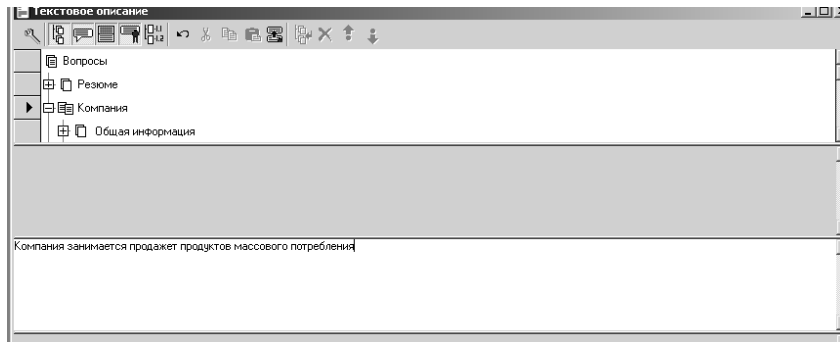 Текстовое описание
Вопросы
Резюме
Компания
Общая информация
Компания занимается продажет продуктов массового потребления